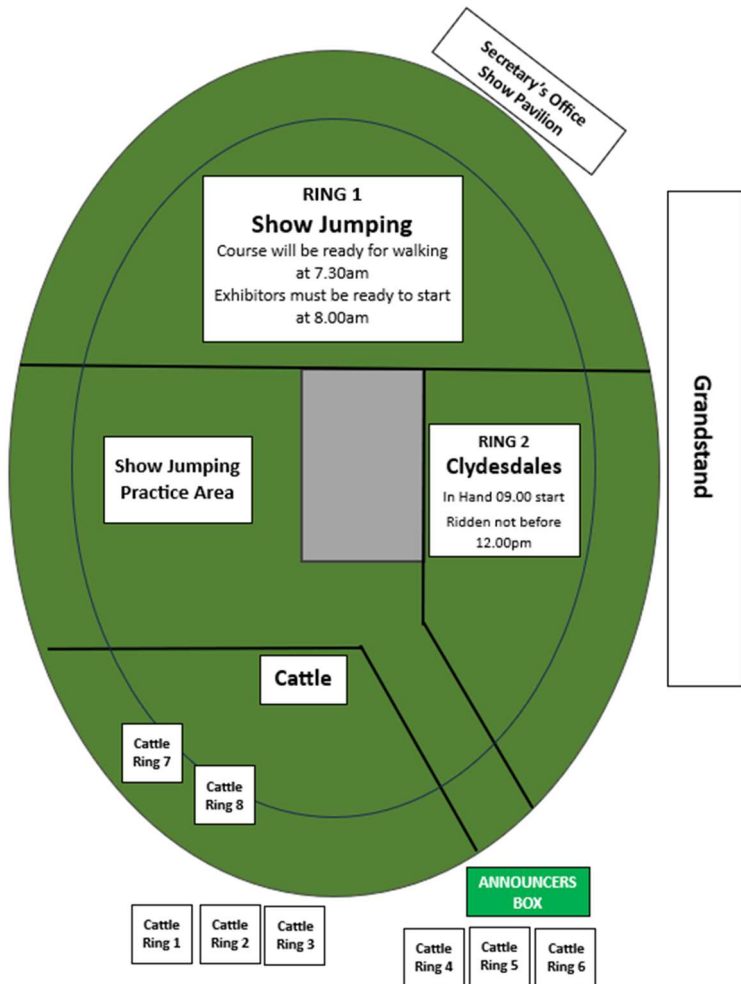 Secretary's Office
Show Pavilion
RING 1
Show Jumping
Course will be ready for walking
at 7.30am
Exhibitors must be ready to start
at 8.00am
Grandstand
Show Jumping
Practice Area
RING 2
Clydesdales
In Hand 09.00 start
Ridden not before
12.00pm
Cattle
Cattle
Ring 7
Cattle
Ring 8
ANNOUNCERS
BOX
Cattle
Ring 1
Cattle
Ring 2
Cattle
Ring 3
Cattle
Ring 4
Cattle
Ring 5
Cattle
Ring 6